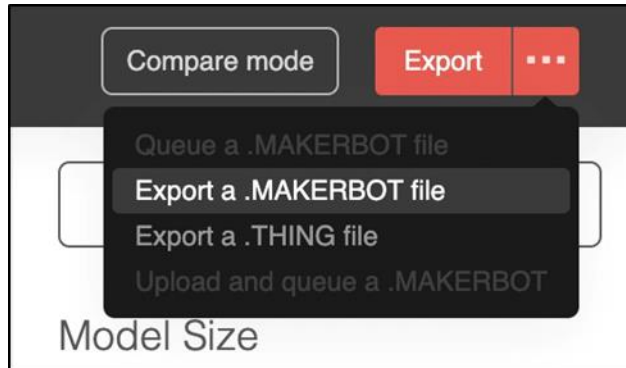 Compare mode
Export
Queue a .MAKERBOT file
Export a .MAKERBOT file
Export a .THING file
Upload and queue a .MAKERBOT
Model Size